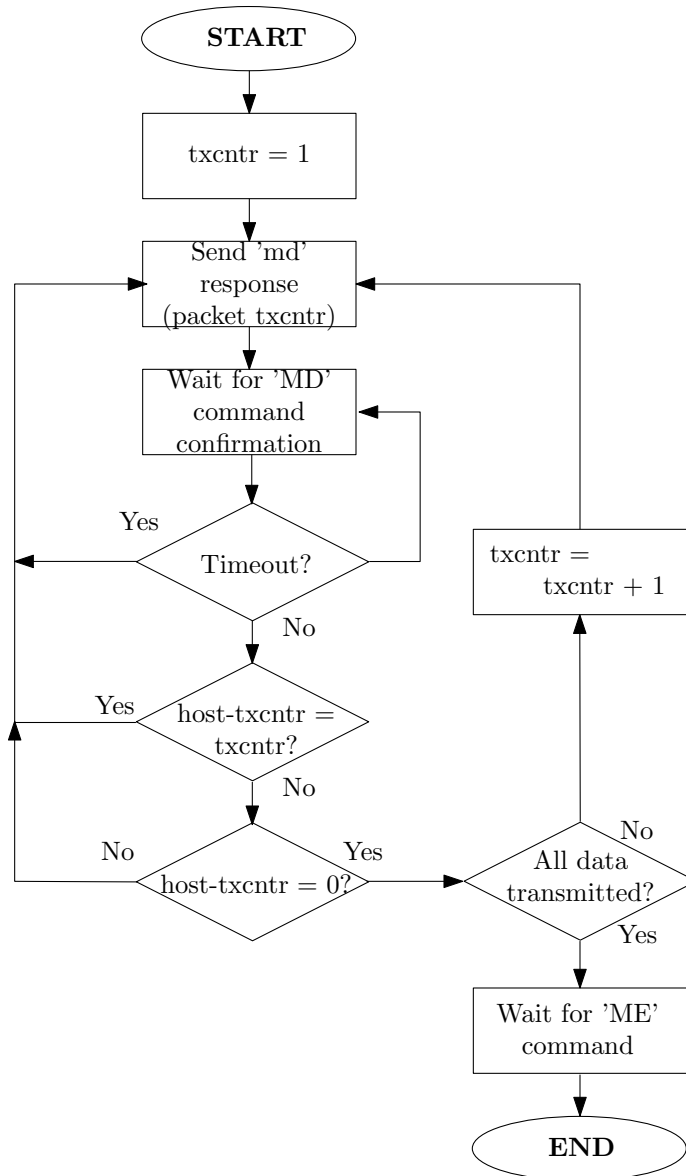 START
txcntr = 1
Send 'md'
response
(packet txcntr)
Wait for 'MD'
command
confirmation
Yes
Timeout?
No
txcntr =
txcntr + 1
Yes
host-txcntr =
txcntr?
No
No
host-txcntr = 0?
Yes
No
All data
transmitted?
Yes
Wait for 'ME'
command
END